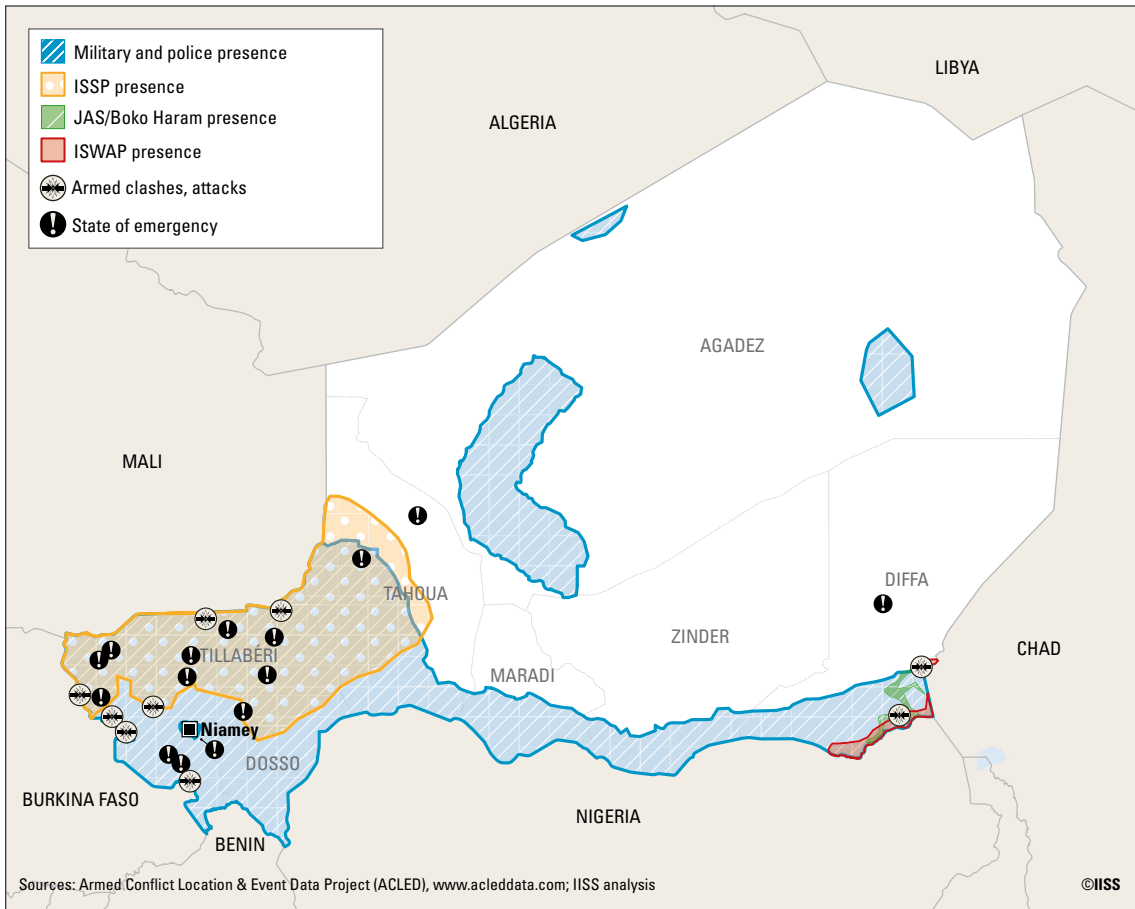 Military and police presence
ISSP presence
JAS/Boko Haram presence
ISWAP presence
Armed clashes, attacks
State of emergency
LIBYA
ALGERIA
AGADEZ
MALI
TAHOUA
DIFFA
TILLABÉRI
ZINDER
CHAD
MARADI
Niamey
DOSSO
BURKINA FASO
NIGERIA
BENIN
Sources: Armed Conflict Location & Event Data Project (ACLED), www.acleddata.com; IISS analysis
©IISS